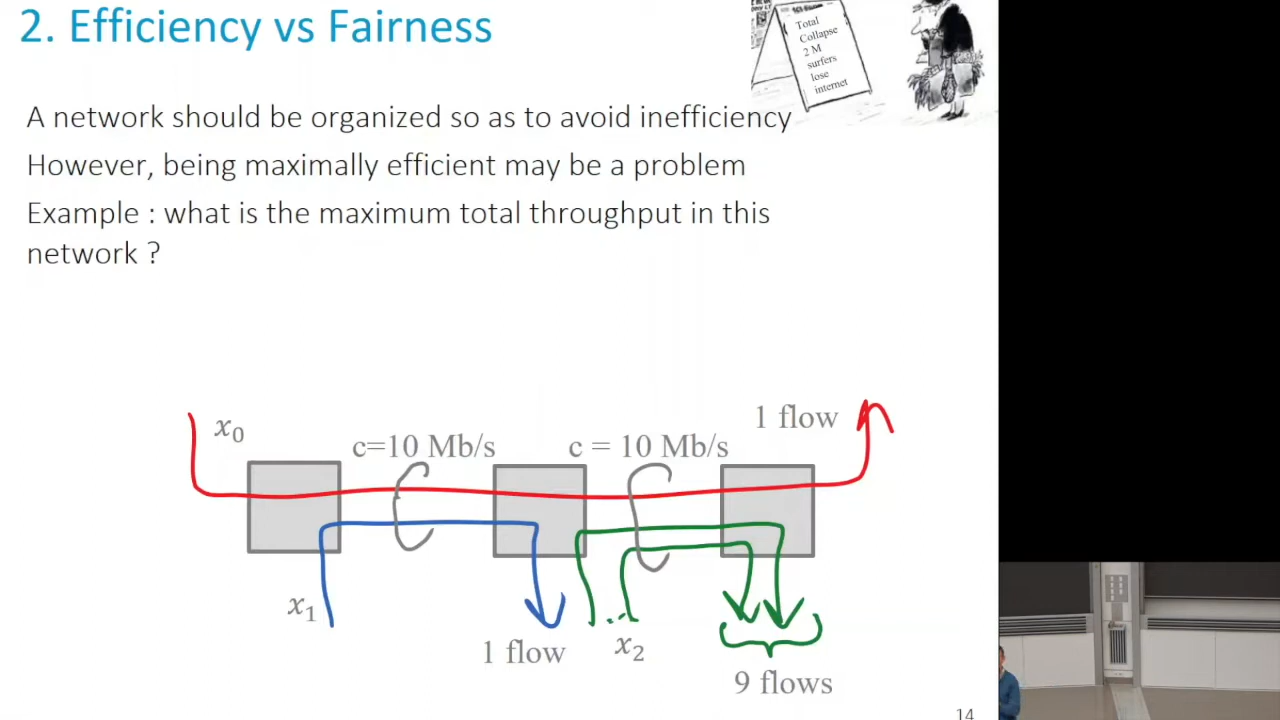 2. Efficiency vs Fairness
Total
Collapse
2 M
surfers
lose
internet
A network should be organized so as to avoid inefficiency
However, being maximally efficient may be a problem
Example : what is the maximum total throughput in this
network ?
x₀
c=10 Mb/s
c = 10 Mb/s
1 flow
x₁
1 flow
x₂
9 flows
14